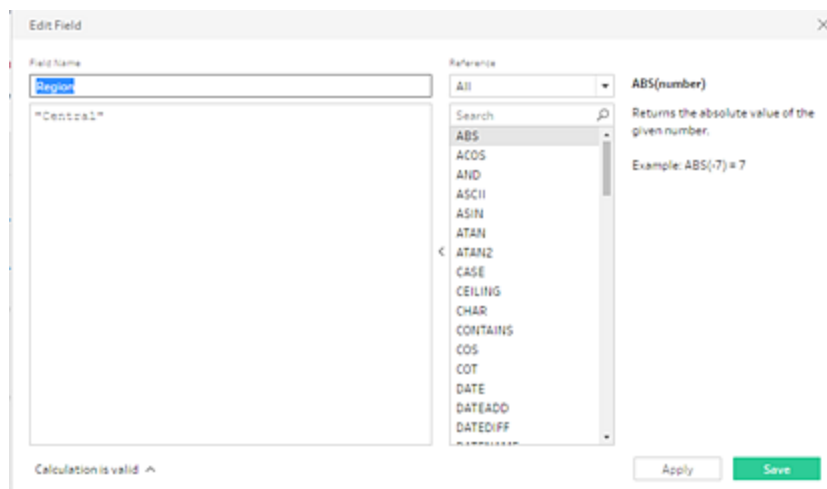 Edit Field
Field Name
Region
"Central"
Reference
All
Search
ABS
ACOS
AND
ASCII
ASIN
ATAN
ATAN2
CASE
CEILING
CHAR
CONTAINS
COS
COT
DATE
DATEADD
DATEDIFF
DATENAME
ABS(number)
Returns the absolute value of the
given number.
Example: ABS(-7) = 7
Calculation is valid
Apply
Save